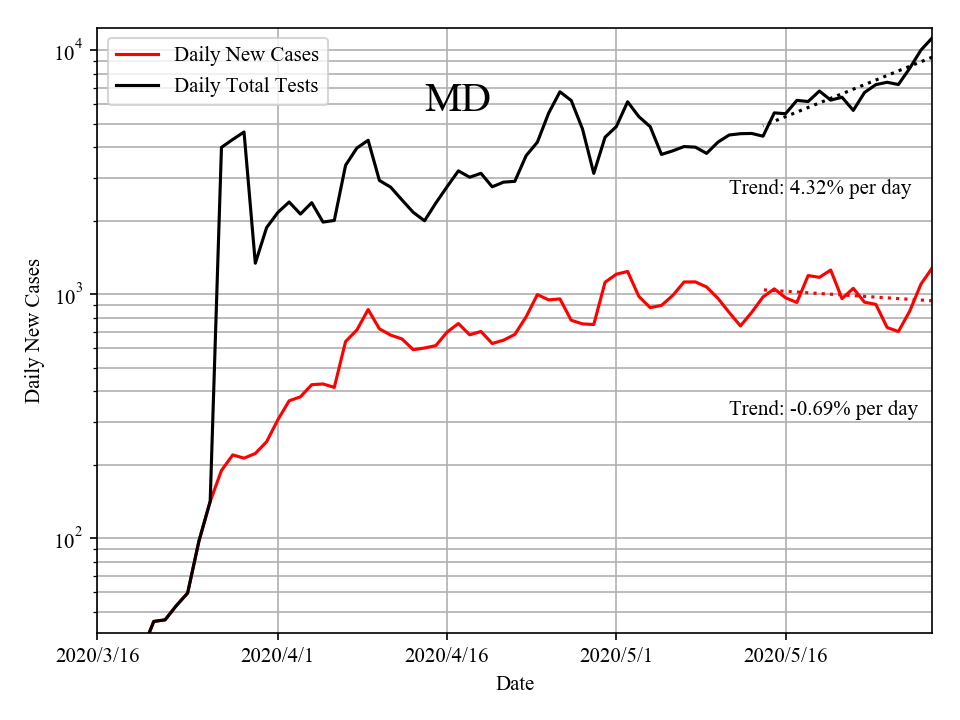 Daily New Cases
Daily Total Tests
MD
10^4
Trend: 4.32% per day
10^3
Daily New Cases
Trend: -0.69% per day
10^2
2020/3/16 2020/4/1 2020/4/16 2020/5/1 2020/5/16
Date